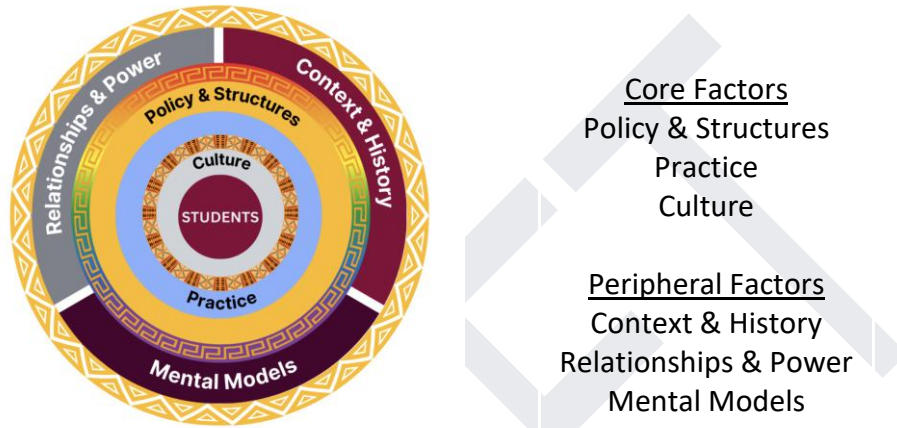 Relationships & Power
Context & History
Policy & Structures
Culture
STUDENTS
Practice
Mental Models
Core Factors
Policy & Structures
Practice
Culture
Peripheral Factors
Context & History
Relationships & Power
Mental Models